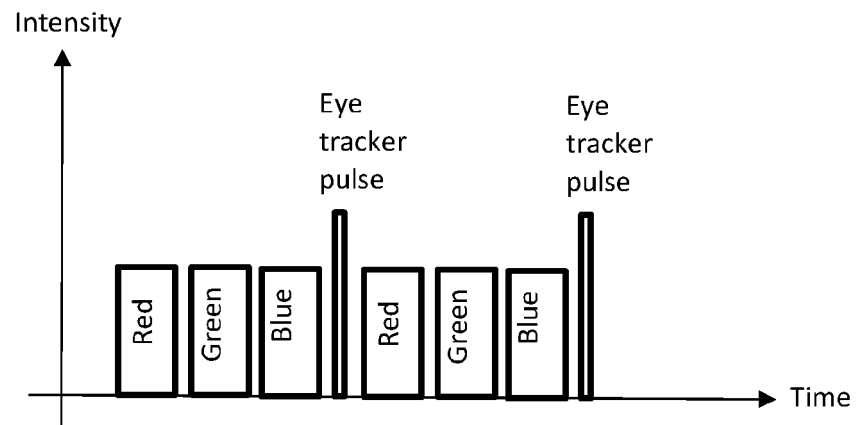 Intensity
Eye
tracker
pulse
Eye
tracker
pulse
Red
Green
Blue
Red
Green
Blue
Time